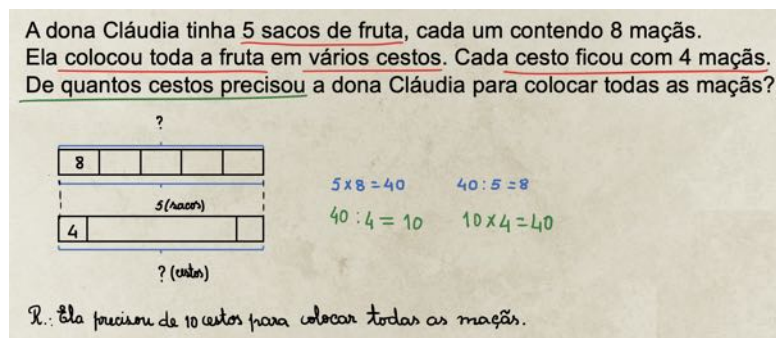 A dona Cláudia tinha 5 sacos de fruta, cada um contendo 8 maçãs.
Ela colocou toda a fruta em vários cestos. Cada cesto ficou com 4 maçãs.
De quantos cestos precisou a dona Cláudia para colocar todas as maçãs?
?
8
5 (sacos)
4
? (cestos)
5 x 8 = 40 40 : 5 = 8
40 : 4 = 10 10 x 4 = 40
R.: Ela precisou de 10 cestos para colocar todas as maçãs.